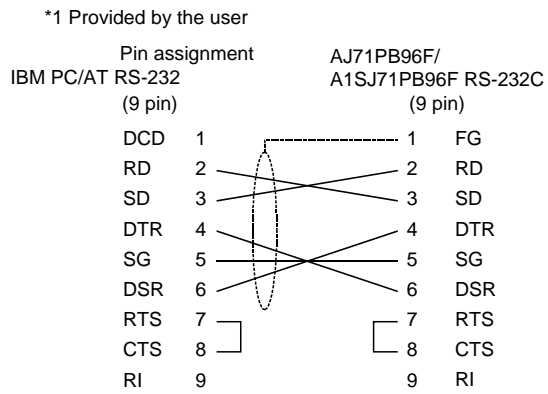 *1 Provided by the user
Pin assignment
IBM PC/AT RS-232
(9 pin)
AJ71PB96F/
A1SJ71PB96F RS-232C
(9 pin)
DCD 1 1 FG
RD 2 2 RD
SD 3 3 SD
DTR 4 4 DTR
SG 5 5 SG
DSR 6 6 DSR
RTS 7 7 RTS
CTS 8 8 CTS
RI 9 9 RI